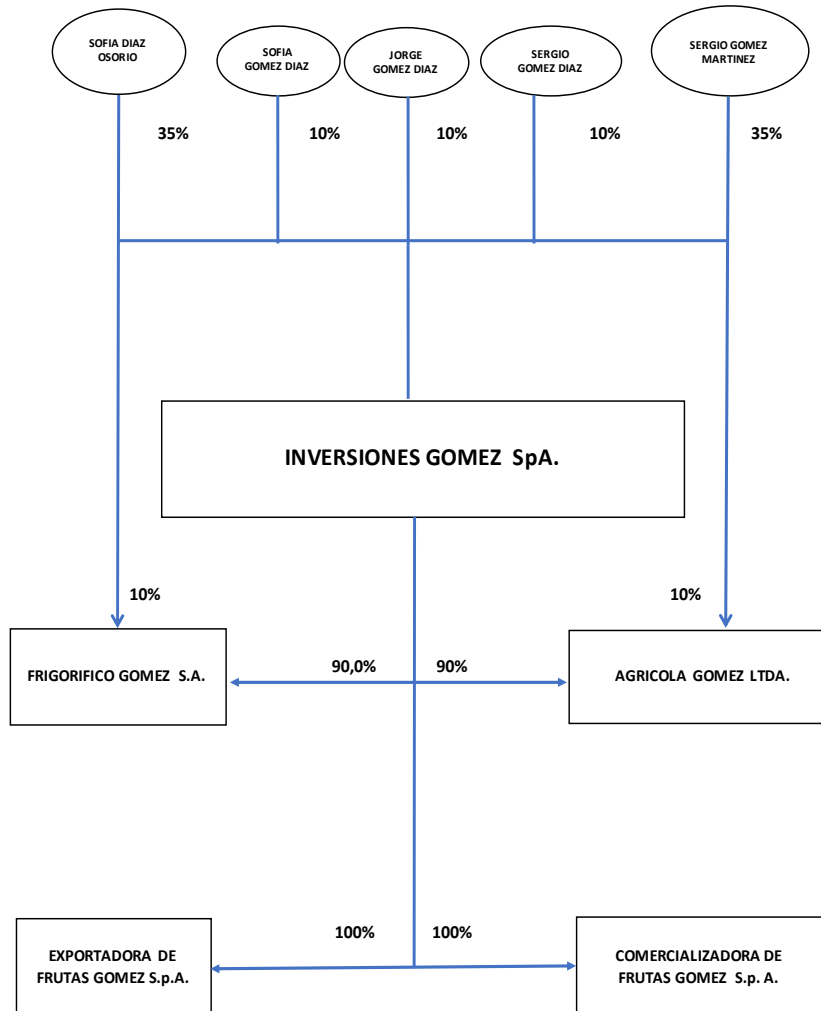 SOFIA DIAZ
OSORIO
SOFIA
GOMEZ DIAZ
JORGE
GOMEZ DIAZ
SERGIO
GOMEZ DIAZ
SERGIO GOMEZ
MARTINEZ
35%
10%
10%
10%
35%
INVERSIONES GOMEZ SpA.
10%
10%
FRIGORIFICO GOMEZ S.A.
90,0%
90%
AGRICOLA GOMEZ LTDA.
100%
100%
EXPORTADORA DE
FRUTAS GOMEZ S.p.A.
COMERCIALIZADORA DE
FRUTAS GOMEZ S.p. A.